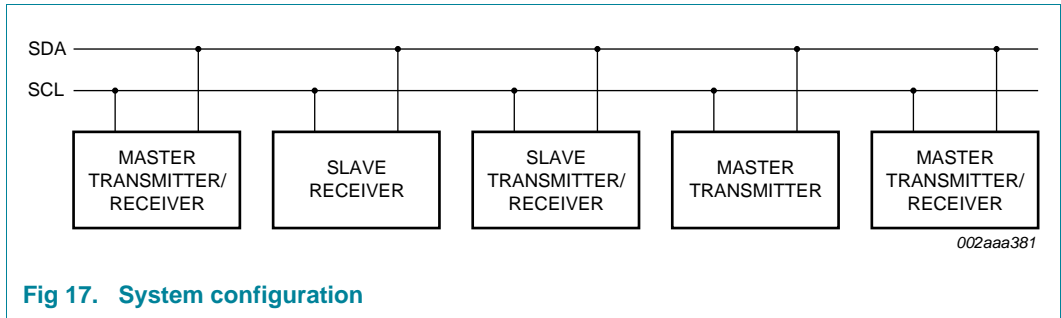 SDA
SCL
MASTER
TRANSMITTER/
RECEIVER
SLAVE
RECEIVER
SLAVE
TRANSMITTER/
RECEIVER
MASTER
TRANSMITTER
MASTER
TRANSMITTER/
RECEIVER
002aaa381
Fig 17. System configuration